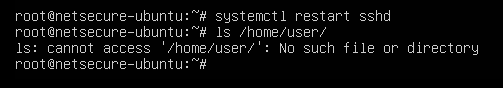 root@netsecure-ubuntu:~# systemctl restart sshd
root@netsecure-ubuntu:~# ls /home/user/
ls: cannot access '/home/user/': No such file or directory
root@netsecure-ubuntu:~#